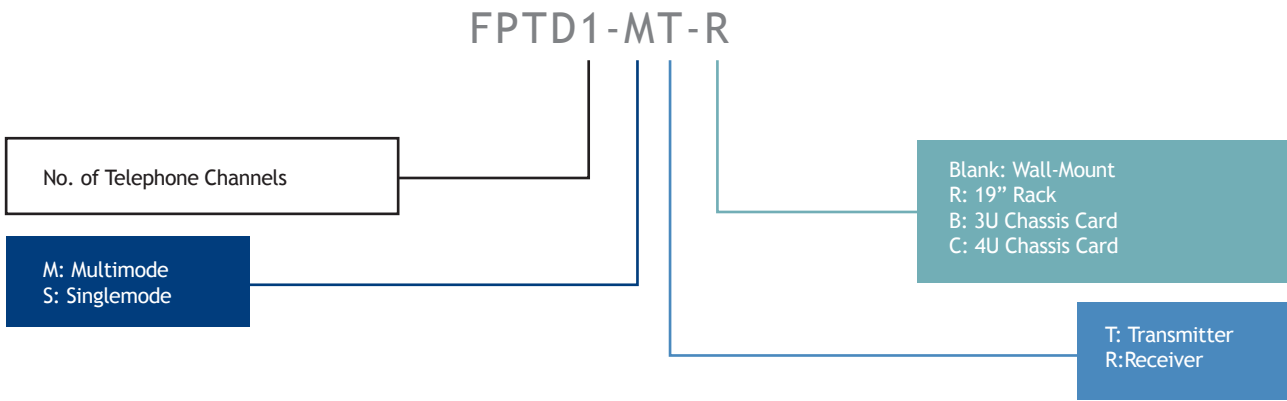 FPTD1-MT-R
No. of Telephone Channels
M: Multimode
S: Singlemode
Blank: Wall-Mount
R: 19” Rack
B: 3U Chassis Card
C: 4U Chassis Card
T: Transmitter
R:Receiver